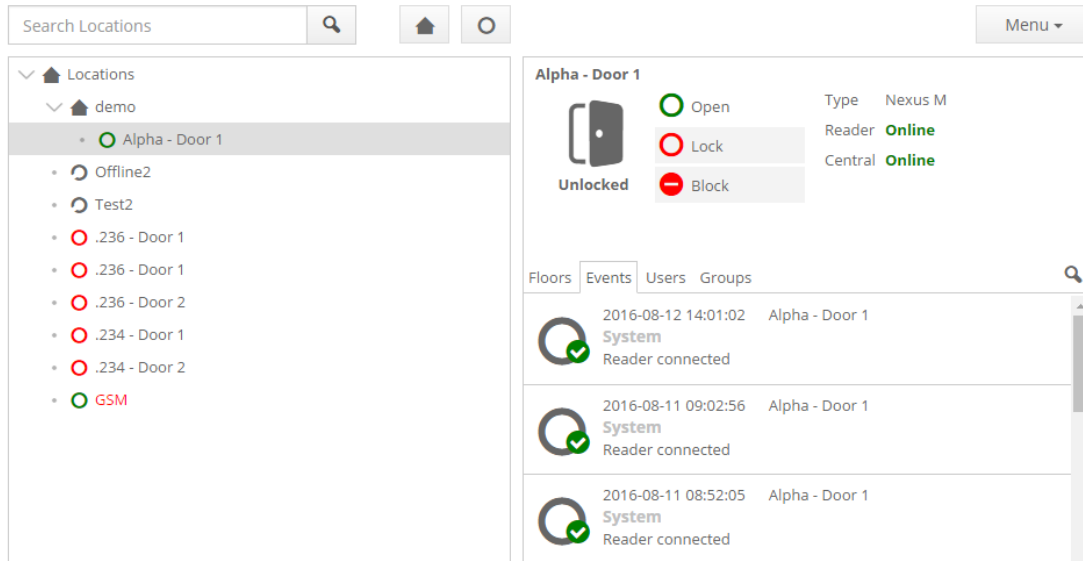 Search Locations
Menu
Locations
demo
Alpha - Door 1
Offline2
Test2
.236 - Door 1
.236 - Door 1
.236 - Door 2
.234 - Door 1
.234 - Door 2
GSM
Alpha - Door 1
Unlocked
Open
Lock
Block
Type Nexus M
Reader Online
Central Online
Floors Events Users Groups
2016-08-12 14:01:02 Alpha - Door 1
System
Reader connected
2016-08-11 09:02:56 Alpha - Door 1
System
Reader connected
2016-08-11 08:52:05 Alpha - Door 1
System
Reader connected